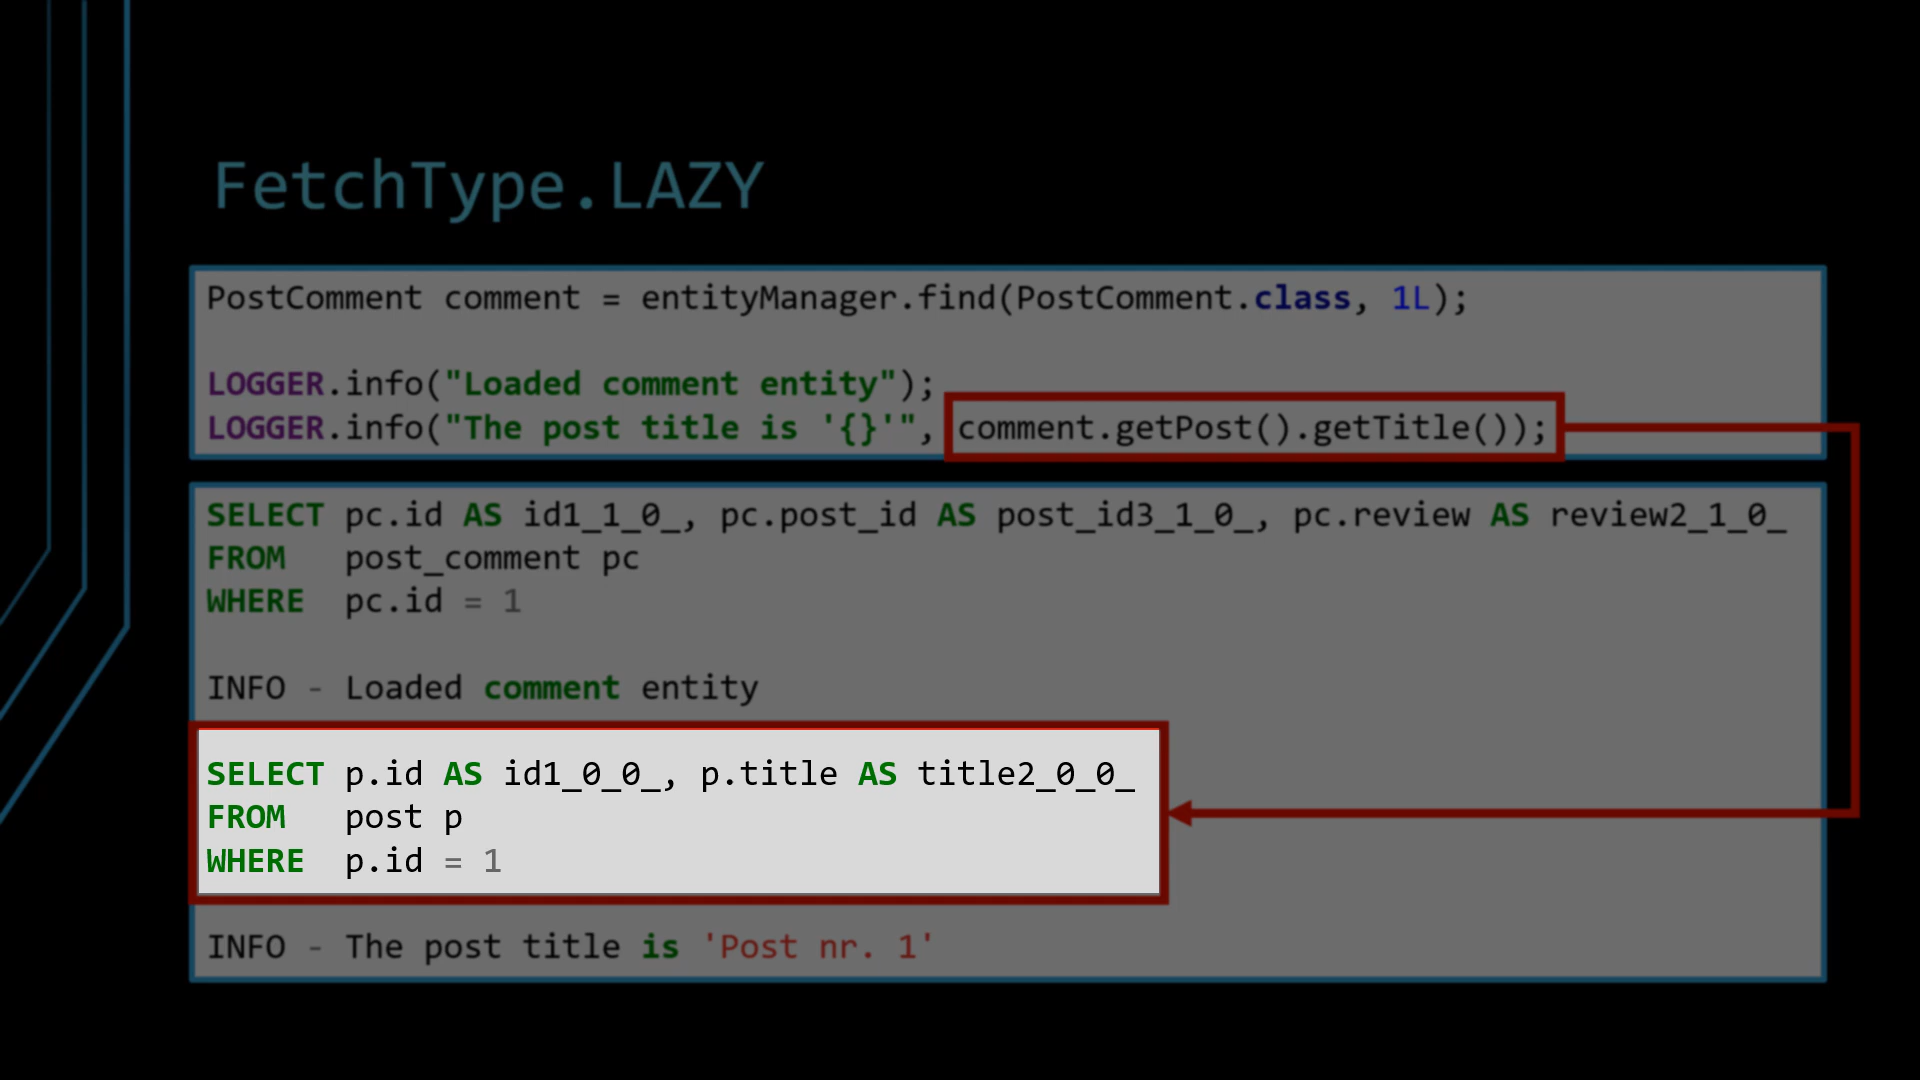 FetchType.LAZY
PostComment comment = entityManager.find(PostComment.class, 1L);
LOGGER.info("Loaded comment entity");
LOGGER.info("The post title is '{}'", comment.getPost().getTitle());
SELECT pc.id AS id1_1_0_, pc.post_id AS post_id3_1_0_, pc.review AS review2_1_0_
FROM   post_comment pc
WHERE  pc.id = 1
INFO - Loaded comment entity
SELECT p.id AS id1_0_0_, p.title AS title2_0_0_
FROM   post p
WHERE  p.id = 1
INFO - The post title is 'Post nr. 1'